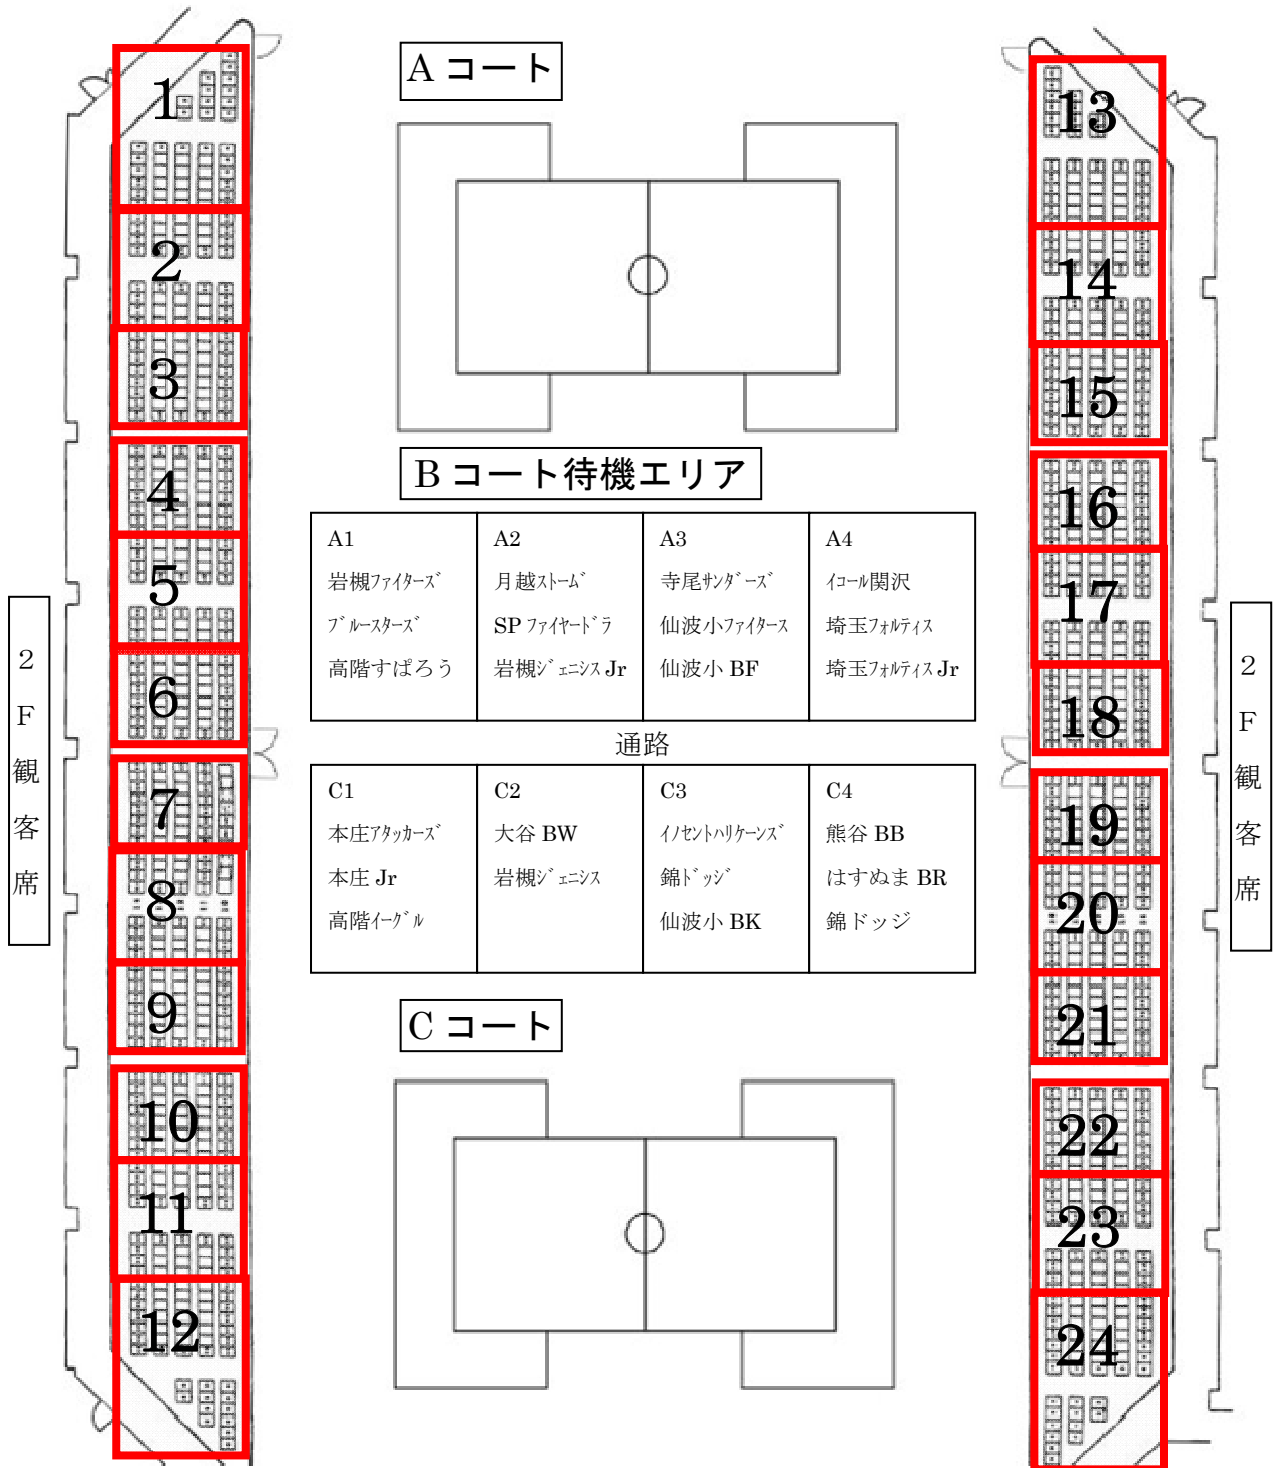 A コート
B コート待機エリア
A1
岩槻ﾌｧｲﾀｰｽﾞ
ﾌﾞﾙｰｽﾀｰｽﾞ
高階すぱろう
A2
月越ｽﾄｰﾑ
SP ﾌｧｲﾔｰﾄﾞﾗ
岩槻ｼﾞｪﾆｼｽ Jr
A3
寺尾ｻﾝﾀﾞｰｽﾞ
仙波小ﾌｧｲﾀｰｽ
仙波小 BF
A4
ｲｺｰﾙ関沢
埼玉ﾌｫﾙﾃｨｽ
埼玉ﾌｫﾙﾃｨｽ Jr
通路
C1
本庄ｱﾀｯｶｰｽﾞ
本庄 Jr
高階ｲｰｸﾞﾙ
C2
大谷 BW
岩槻ｼﾞｪﾆｼｽ
C3
ｲﾉｾﾝﾄﾊﾘｹｰﾝｽﾞ
錦ﾄﾞｯｼﾞ
仙波小 BK
C4
熊谷 BB
はすぬま BR
錦ドッジ
C コート
2F観客席
1
2
3
4
5
6
7
8
9
10
11
12
13
14
15
16
17
18
19
20
21
22
23
24
2F観客席